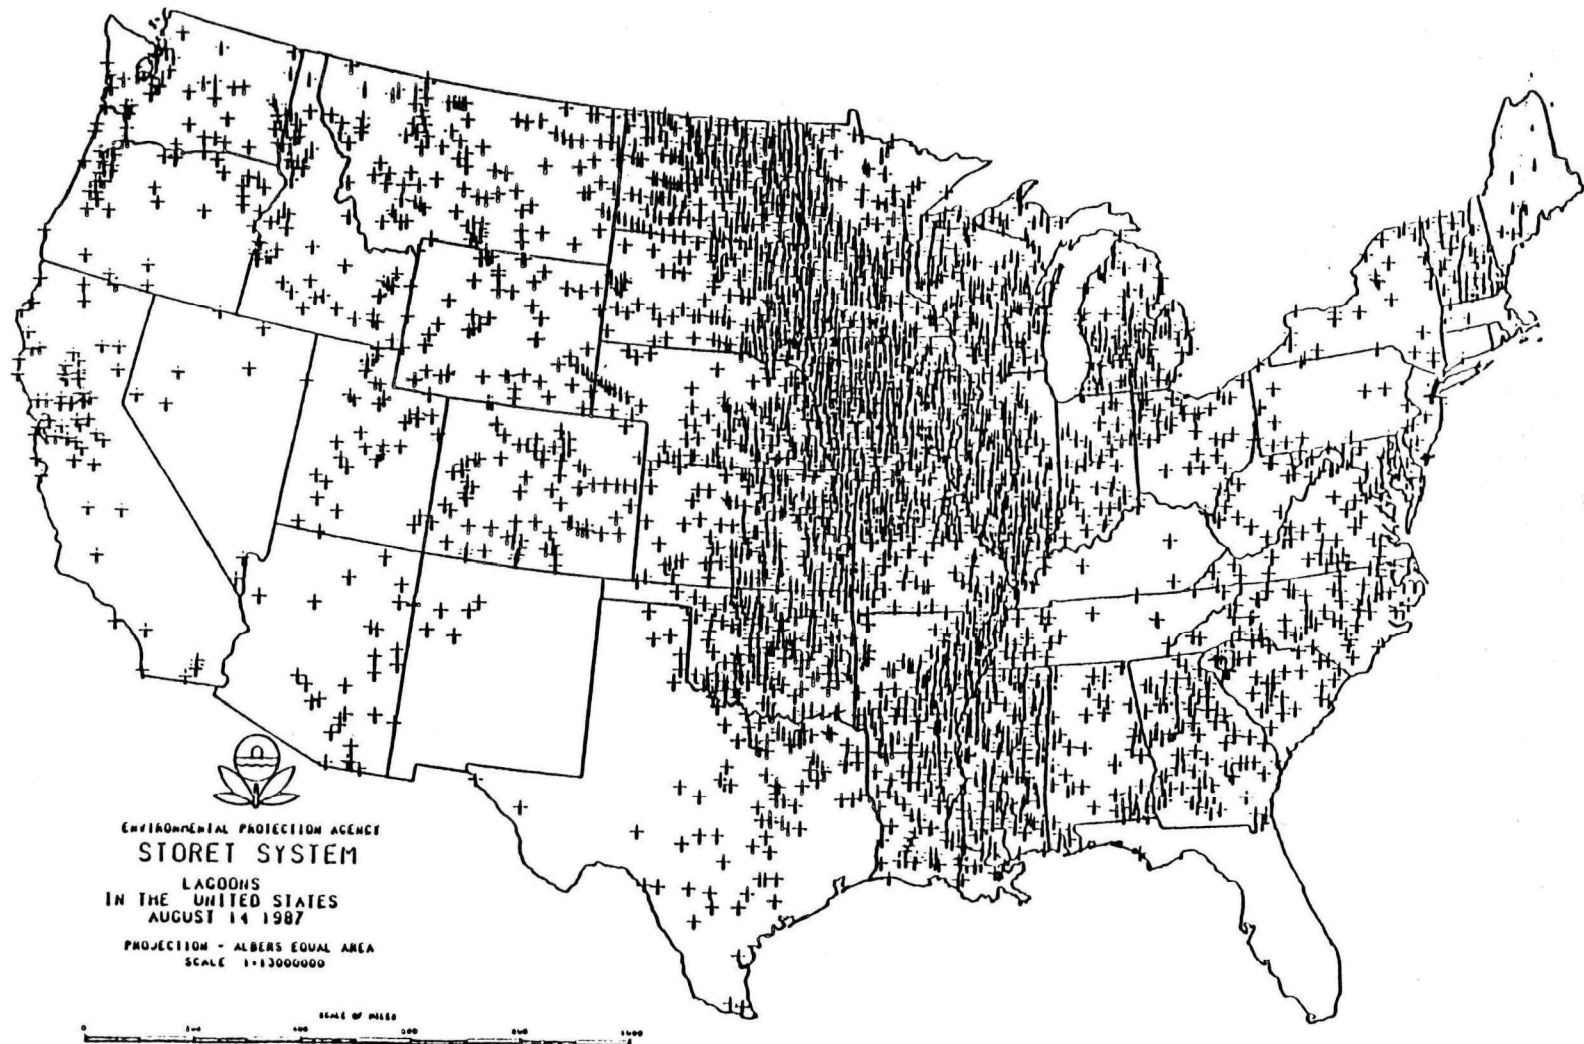 ENVIRONMENTAL PROTECTION AGENCY
STORET SYSTEM
LAGOONS
IN THE UNITED STATES
AUGUST 14 1987
PROJECTION - ALBERS EQUAL AREA
SCALE 1:13000000
SCALE OF MILES
0